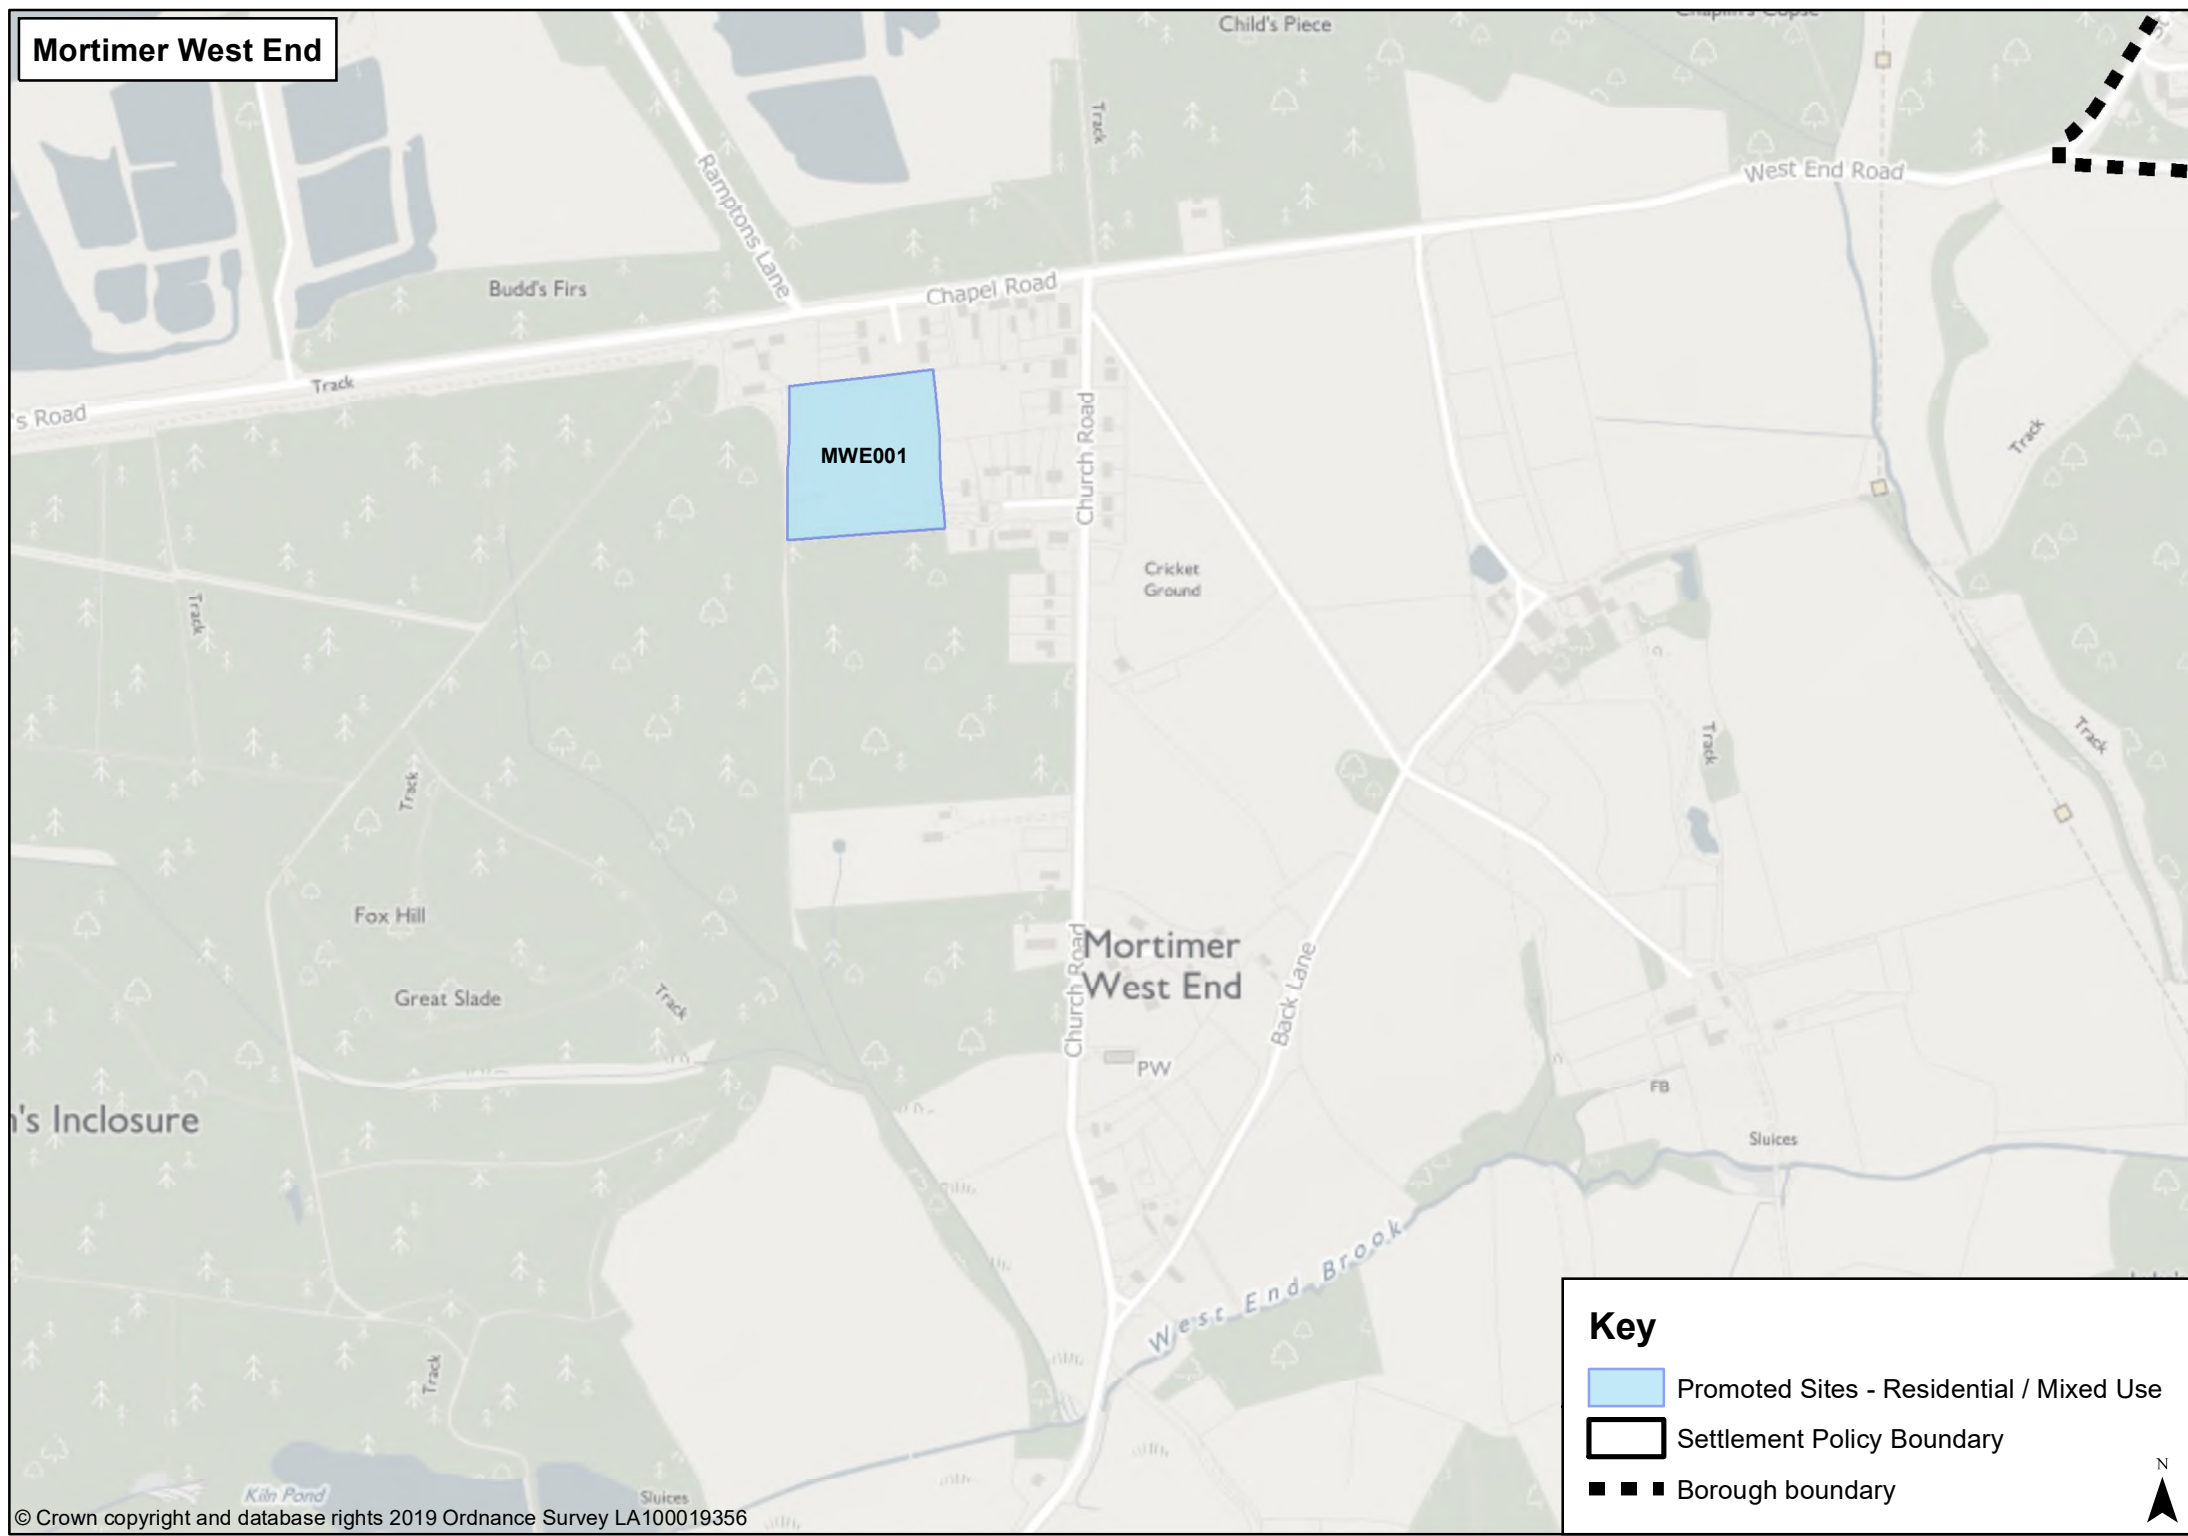 Mortimer West End
Child's Piece
Chaplin's Copse
Track
West End Road
Ramptons Lane
Budd's Firs
Chapel Road
Track
's Road
MWE001
Church Road
Track
Cricket
Ground
Track
Track
Track
Track
Fox Hill
Great Slade
Track
Church Road
Mortimer
West End
Back Lane
PW
FB
's Inclosure
Sluices
West End Brook
Track
Kiln Pond
Sluices
© Crown copyright and database rights 2019 Ordnance Survey LA100019356
Key
Promoted Sites - Residential / Mixed Use
Settlement Policy Boundary
Borough boundary
N